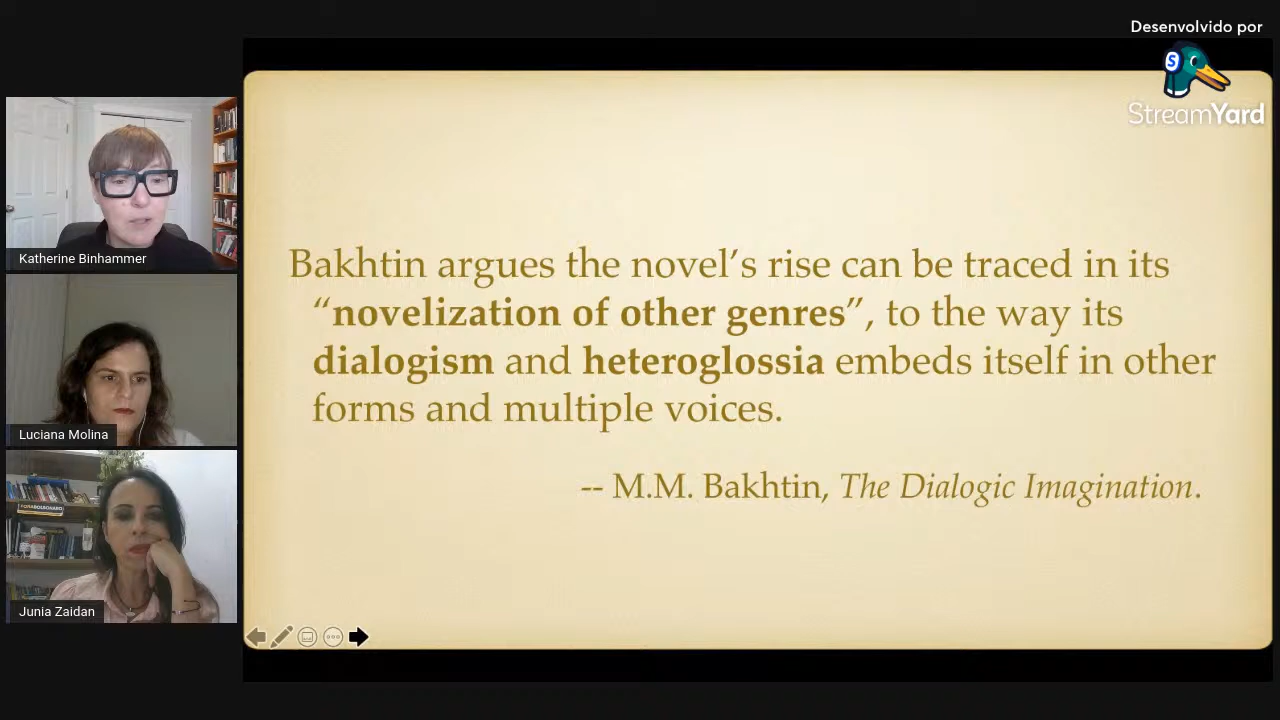 Desenvolvido por
StreamYard
Katherine Binhammer
Luciana Molina
Junia Zaidan
Bakhtin argues the novel’s rise can be traced in its
“novelization of other genres”, to the way its
dialogism and heteroglossia embeds itself in other
forms and multiple voices.
-- M.M. Bakhtin, The Dialogic Imagination.